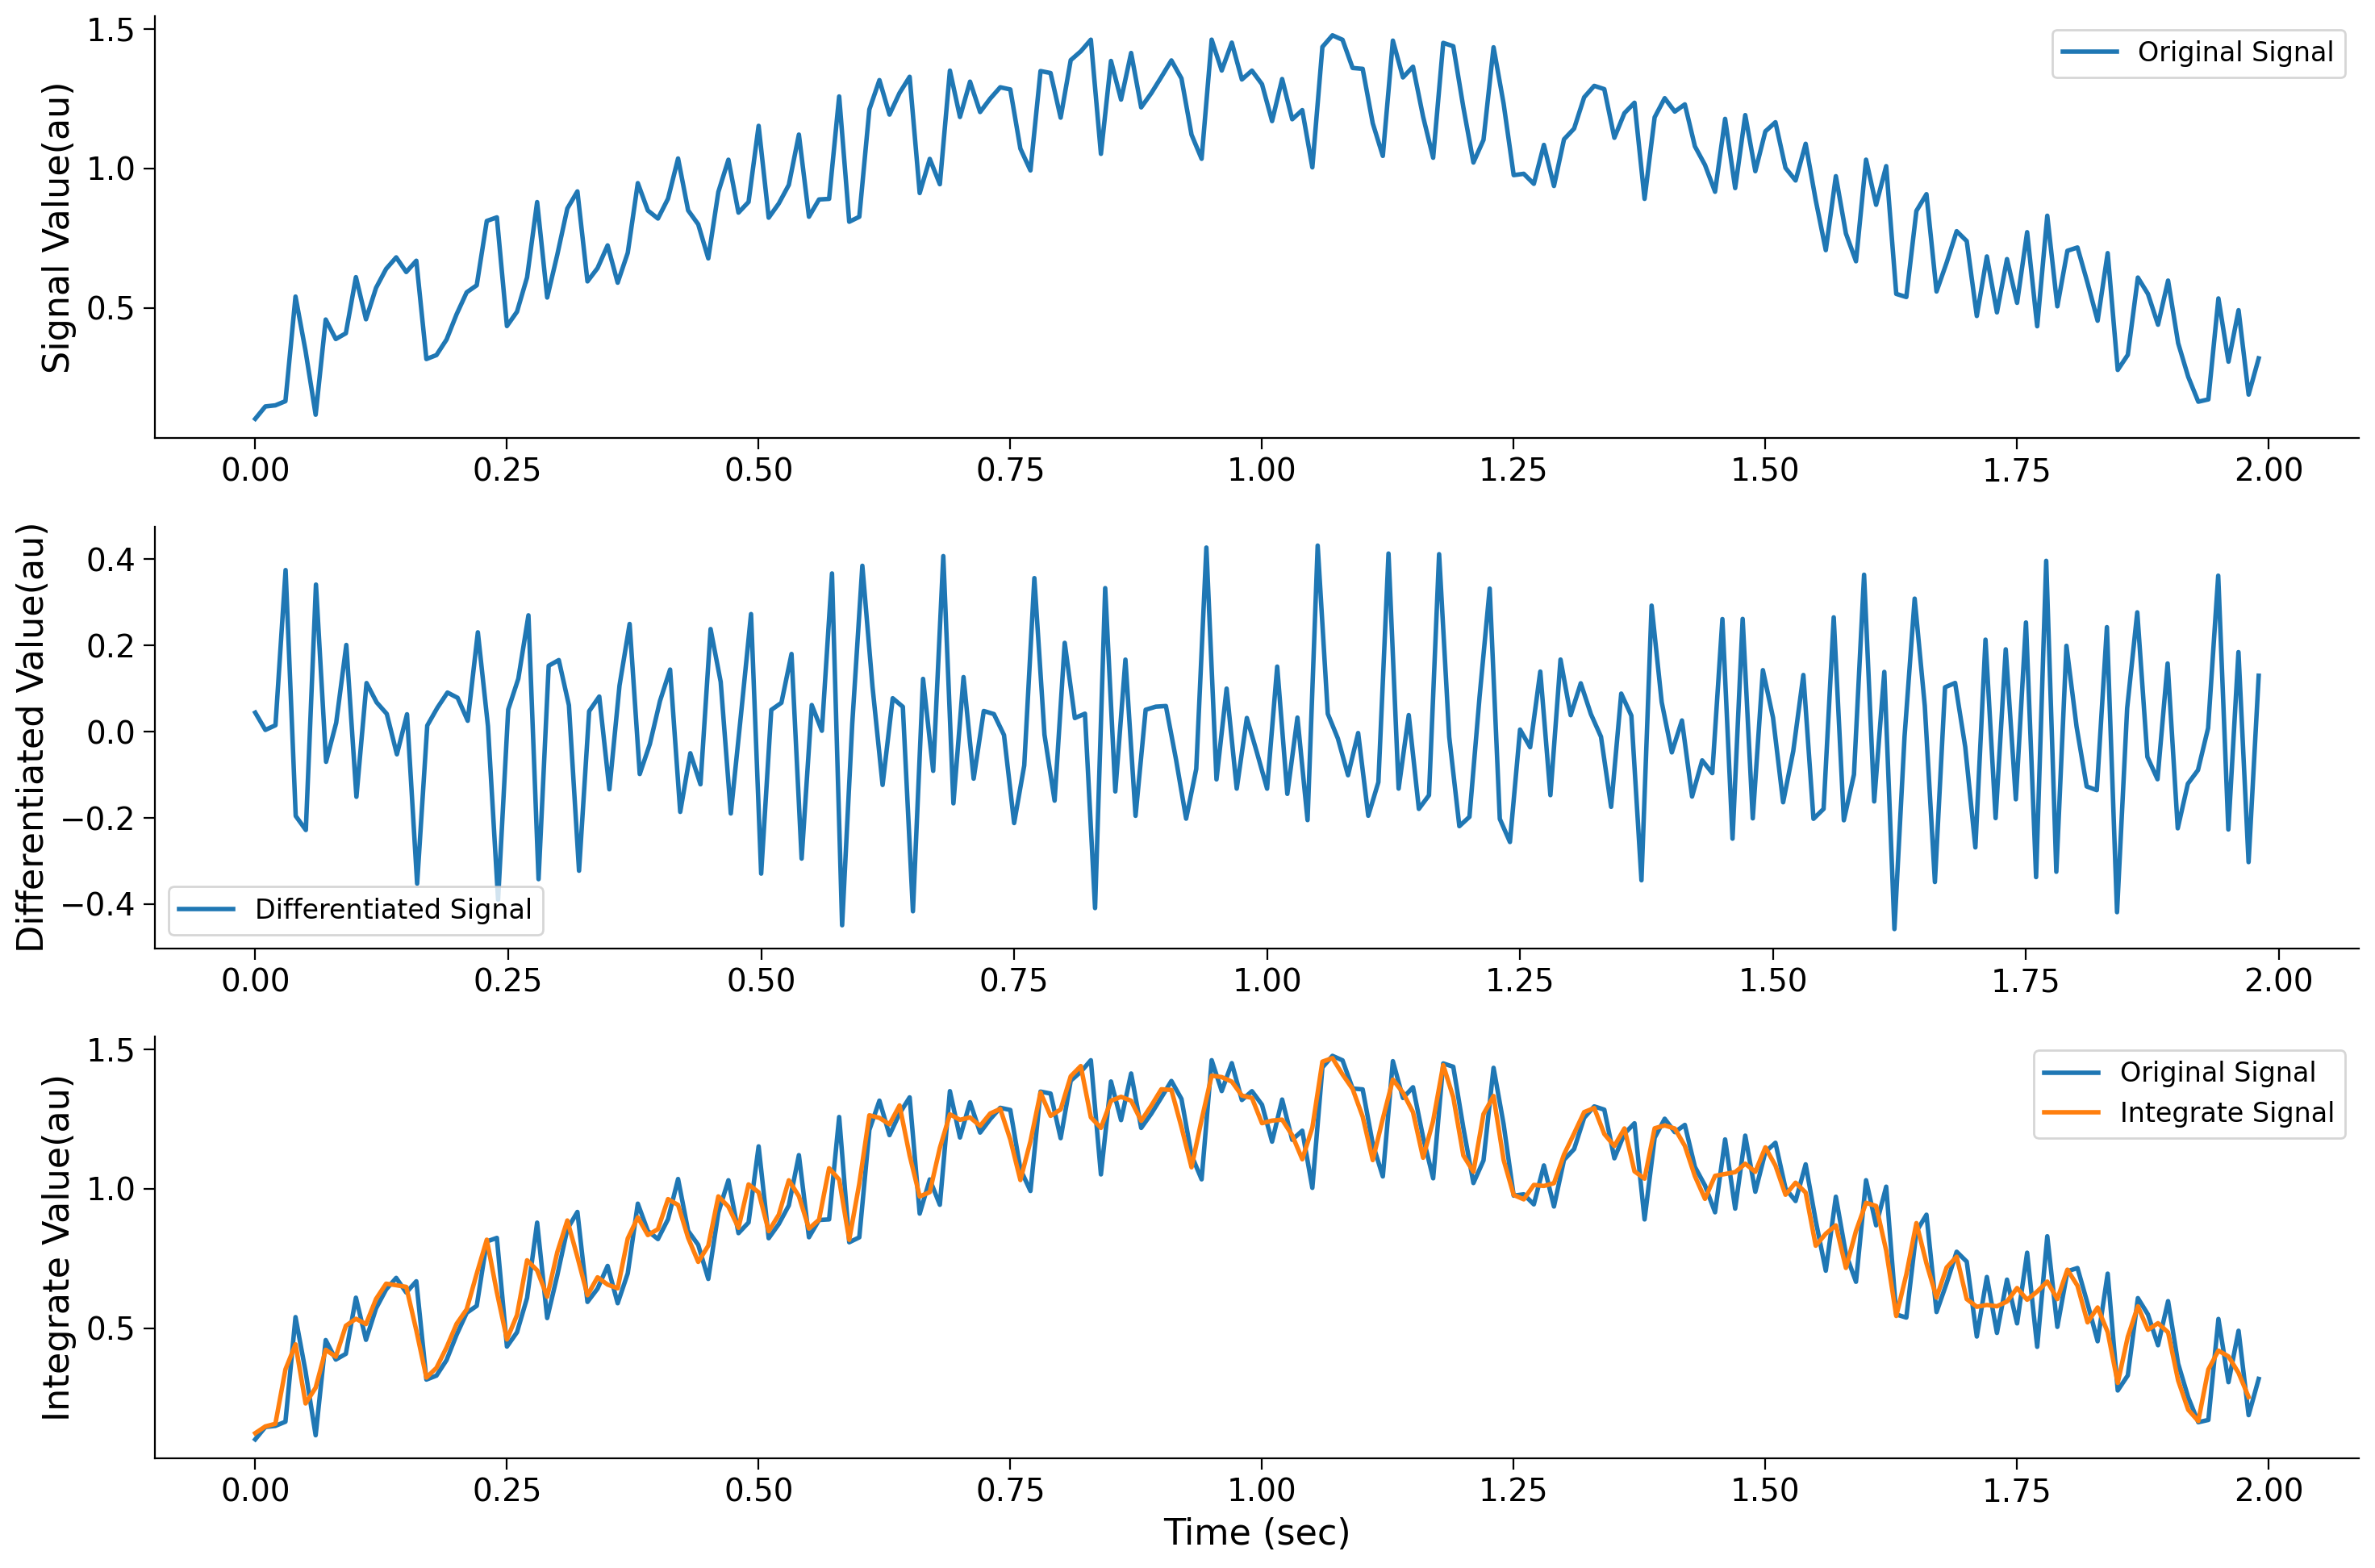 Signal Value(au)
1.5
1.0
0.5
Original Signal
0.00 0.25 0.50 0.75 1.00 1.25 1.50 1.75 2.00
Differentiated Value(au)
0.4
0.2
0.0
−0.2
−0.4
Differentiated Signal
0.00 0.25 0.50 0.75 1.00 1.25 1.50 1.75 2.00
Integrate Value(au)
1.5
1.0
0.5
Original Signal
Integrate Signal
0.00 0.25 0.50 0.75 1.00 1.25 1.50 1.75 2.00
Time (sec)